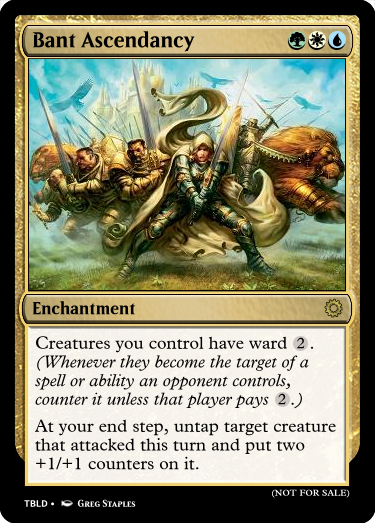 Bant Ascendancy
Enchantment
Creatures you control have ward 2.
(Whenever they become the target of a
spell or ability an opponent controls,
counter it unless that player pays 2.)
At your end step, untap target creature
that attacked this turn and put two
+1/+1 counters on it.
TBLD • Greg Staples
(NOT FOR SALE)